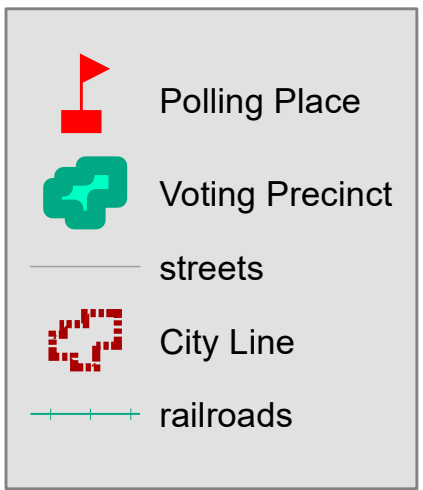 Polling Place
Voting Precinct
streets
City Line
railroads